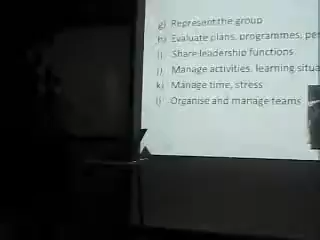 g) Represent the group
h) Evaluate plans, programmes,
i) Share leadership functions
j) Manage activities, learning
k) Manage time, stress
l) Organise and manage teams